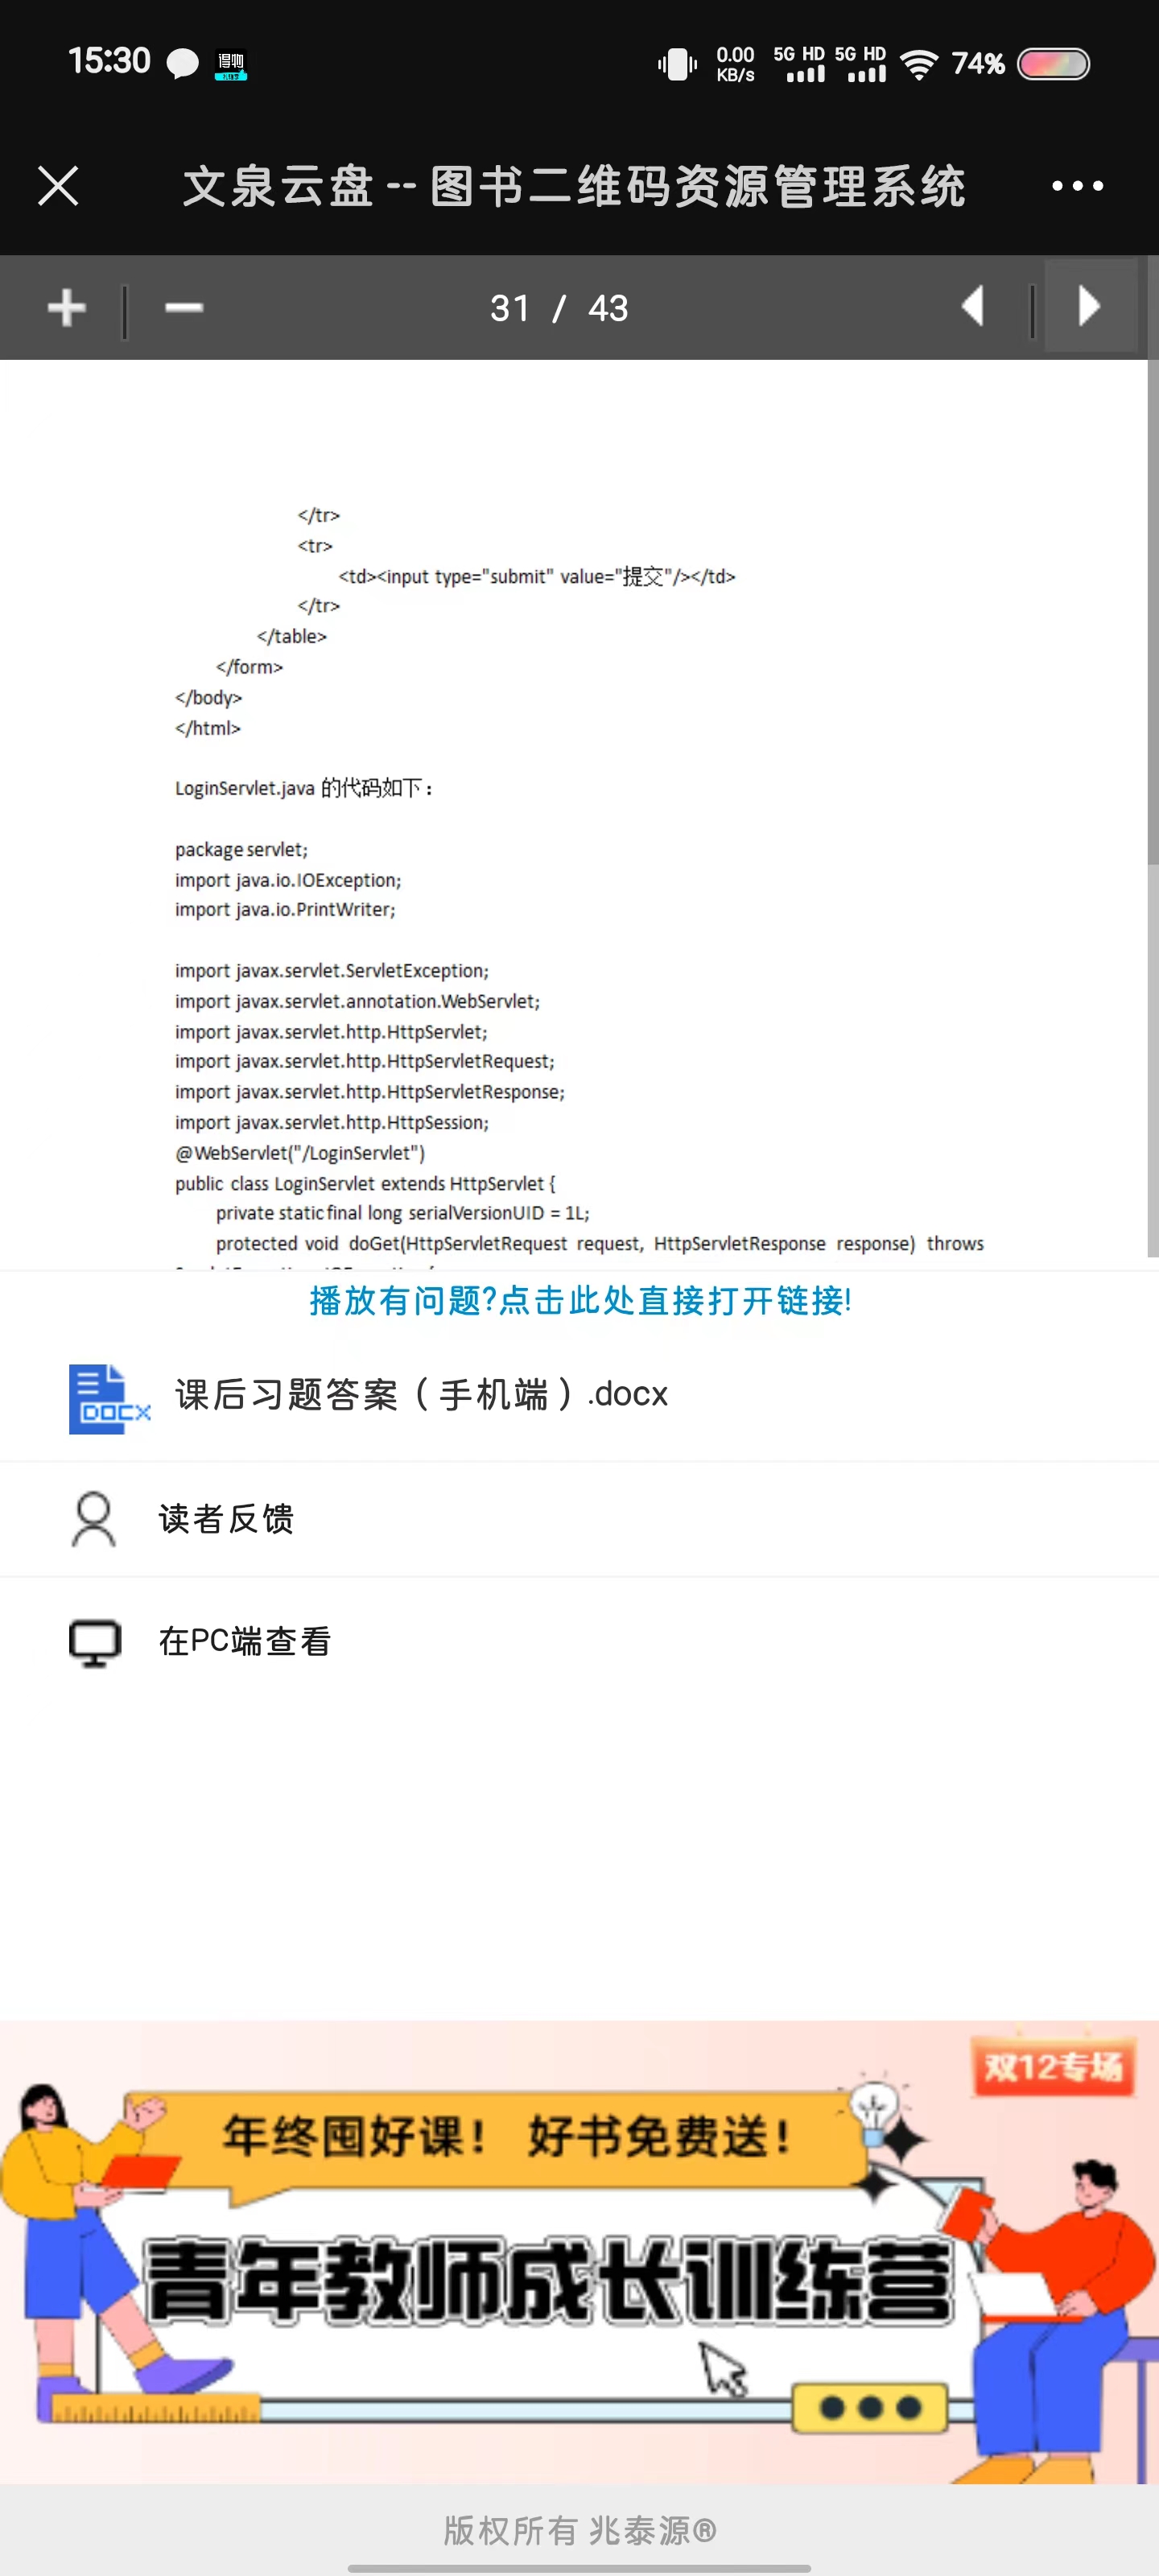 15:30 得物 0.00 KB/s 5G HD 5G HD 74%
文泉云盘--图书二维码资源管理系统
31 / 43
</tr>
<tr>
<td><input type="submit" value="提交"/></td>
</tr>
</table>
</form>
</body>
</html>
LoginServlet.java 的代码如下：
package servlet;
import java.io.IOException;
import java.io.PrintWriter;
import javax.servlet.ServletException;
import javax.servlet.annotation.WebServlet;
import javax.servlet.http.HttpServlet;
import javax.servlet.http.HttpServletRequest;
import javax.servlet.http.HttpServletResponse;
import javax.servlet.http.HttpSession;
@WebServlet("/LoginServlet")
public class LoginServlet extends HttpServlet {
private static final long serialVersionUID = 1L;
protected void doGet(HttpServletRequest request, HttpServletResponse response) throws
播放有问题?点击此处直接打开链接!
DOCX 课后习题答案（手机端）.docx
读者反馈
在PC端查看
双12专场
年终囤好课！ 好书免费送！
青年教师成长训练营
版权所有 兆泰源®